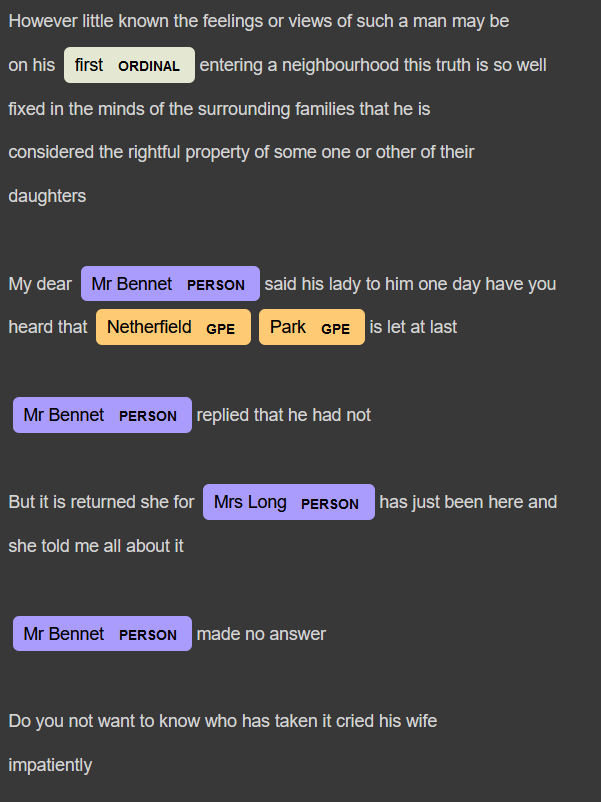 However little known the feelings or views of such a man may be
on his first ORDINAL entering a neighbourhood this truth is so well
fixed in the minds of the surrounding families that he is
considered the rightful property of some one or other of their
daughters
My dear Mr Bennet PERSON said his lady to him one day have you
heard that Netherfield GPE Park GPE is let at last
Mr Bennet PERSON replied that he had not
But it is returned she for Mrs Long PERSON has just been here and
she told me all about it
Mr Bennet PERSON made no answer
Do you not want to know who has taken it cried his wife
impatiently